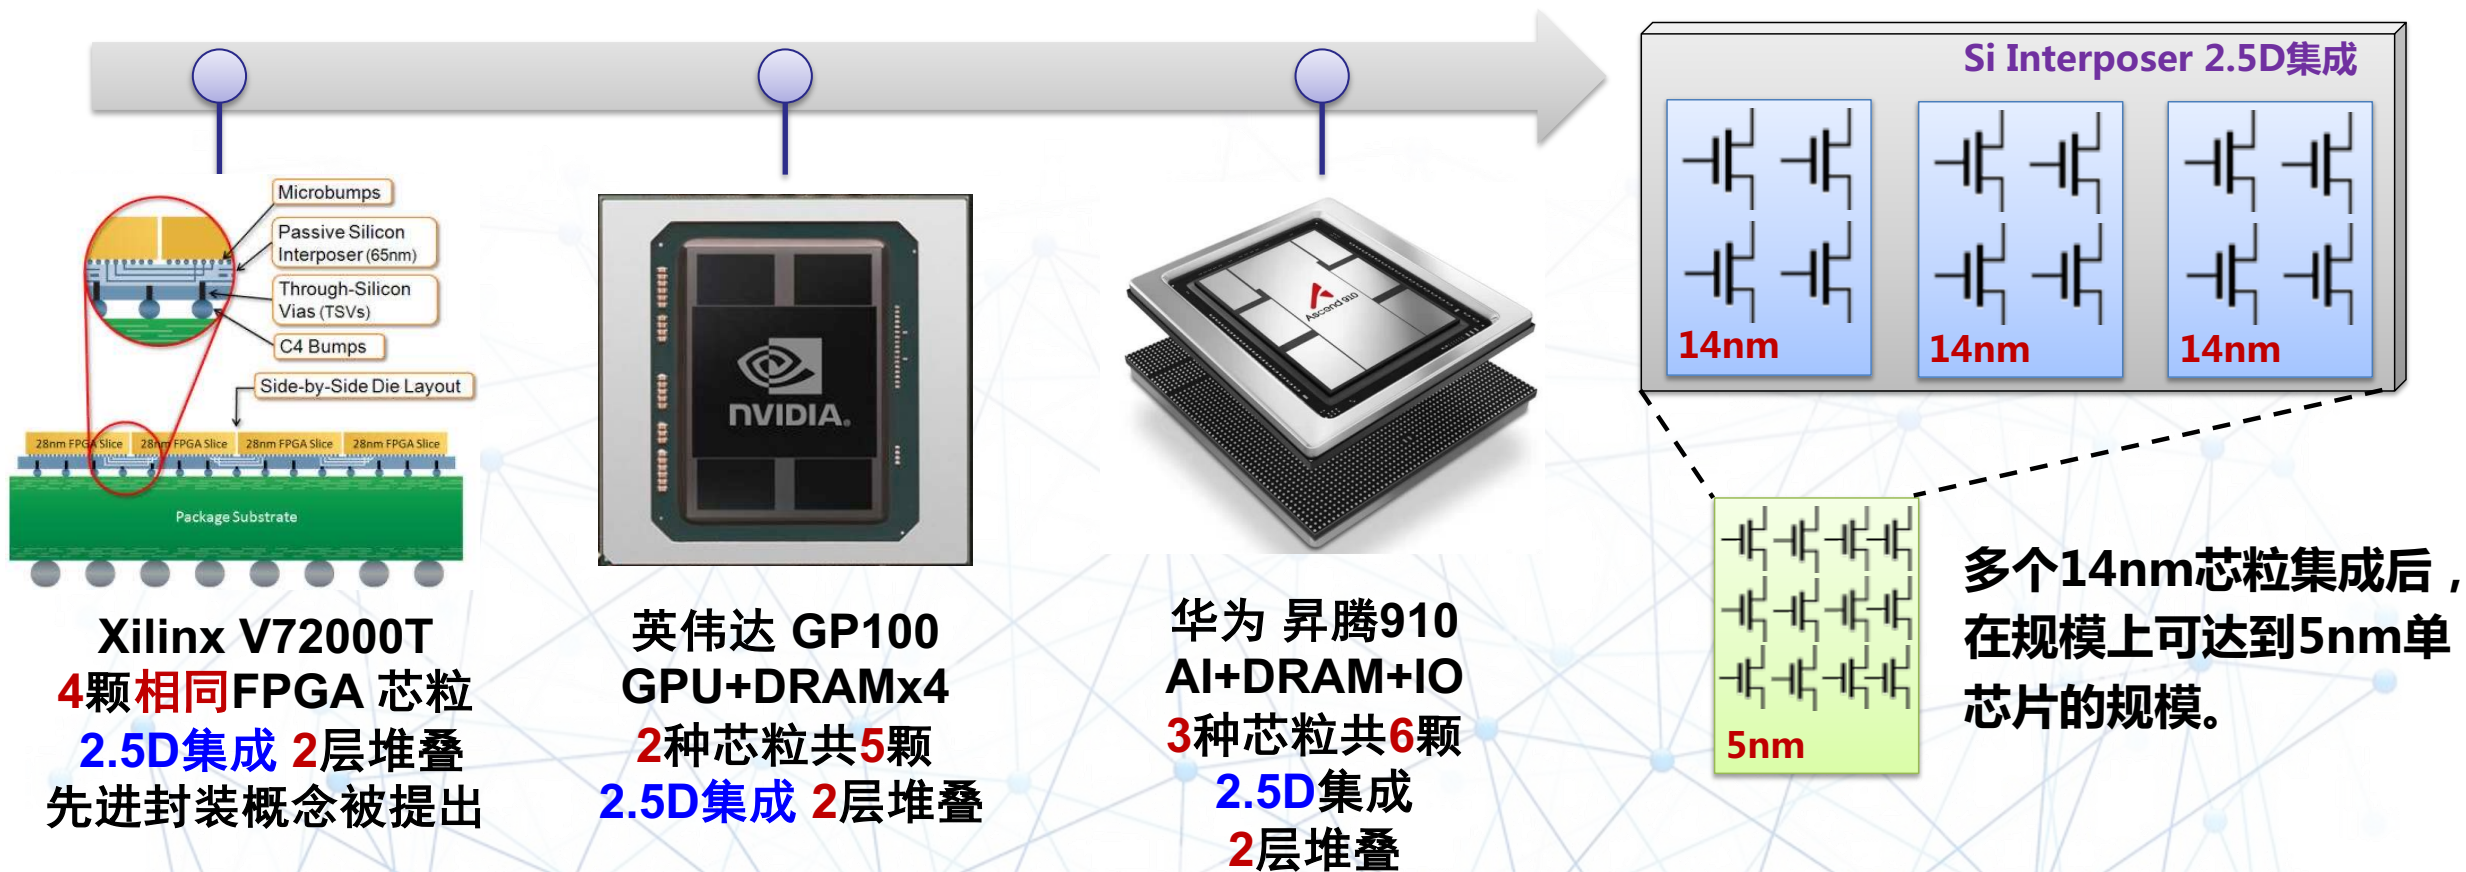 Microbumps
Passive Silicon
Interposer (65nm)
Through-Silicon
Vias (TSVs)
C4 Bumps
Side-by-Side Die Layout
28nm FPGA Slice
28nm FPGA Slice
28nm FPGA Slice
28nm FPGA Slice
Package Substrate
Xilinx V72000T
4颗相同FPGA 芯粒
2.5D集成 2层堆叠
先进封装概念被提出
NVIDIA.
英伟达 GP100
GPU+DRAMx4
2种芯粒共5颗
2.5D集成 2层堆叠
Ascend 910
华为 昇腾910
AI+DRAM+IO
3种芯粒共6颗
2.5D集成
2层堆叠
Si Interposer 2.5D集成
14nm
14nm
14nm
5nm
多个14nm芯粒集成后，
在规模上可达到5nm单
芯片的规模。